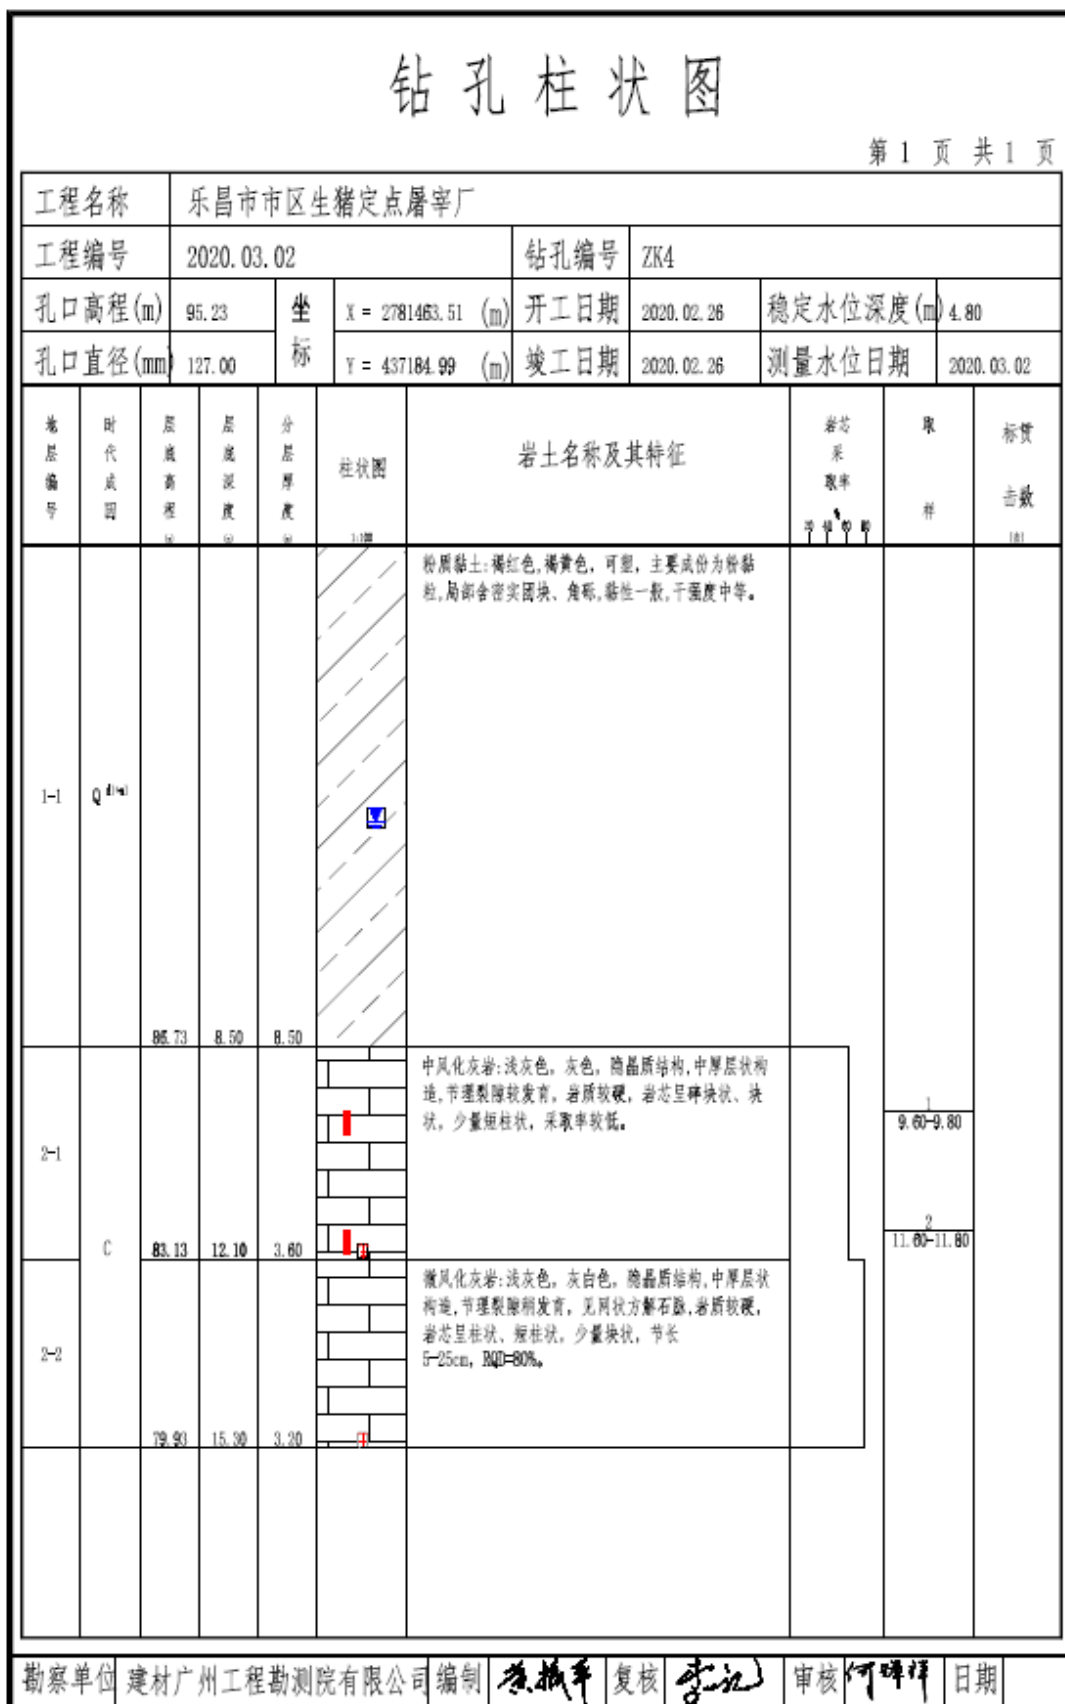 钻孔柱状图
第 1 页 共 1 页
工程名称 乐昌市市区生猪定点屠宰厂
工程编号 2020.03.02 钻孔编号 ZK4
孔口高程(m) 95.23 坐标 X = 2781463.51 (m) 开工日期 2020.02.26 稳定水位深度(m) 4.80
孔口直径(mm) 127.00 Y = 437184.99 (m) 竣工日期 2020.02.26 测量水位日期 2020.03.02
地层编号 时代成因 层底高程 层底深度 分层厚度 柱状图 岩土名称及其特征 岩芯采取率 取样 标贯击数
粉质黏土:褐红色,褐黄色，可塑，主要成份为粉黏
粒,局部含密实团块、角砾,黏性一般,干强度中等。
1-1 Q
86.73 8.50 8.50
中风化灰岩:浅灰色，灰色，隐晶质结构,中厚层状构
造,节理裂隙较发育，岩质较硬，岩芯呈碎块状、块
状，少量短柱状，采取率较低。
1
9.60-9.80
2-1
2
11.60-11.80
C 83.13 12.10 3.60
微风化灰岩:浅灰色，灰白色，隐晶质结构,中厚层状
构造,节理裂隙稍发育，见网状方解石脉,岩质较硬，
岩芯呈柱状、短柱状，少量块状，节长
5-25cm，RQD=80%。
2-2
79.93 15.30 3.20
勘察单位 建材广州工程勘测院有限公司 编制 复核 审核 日期